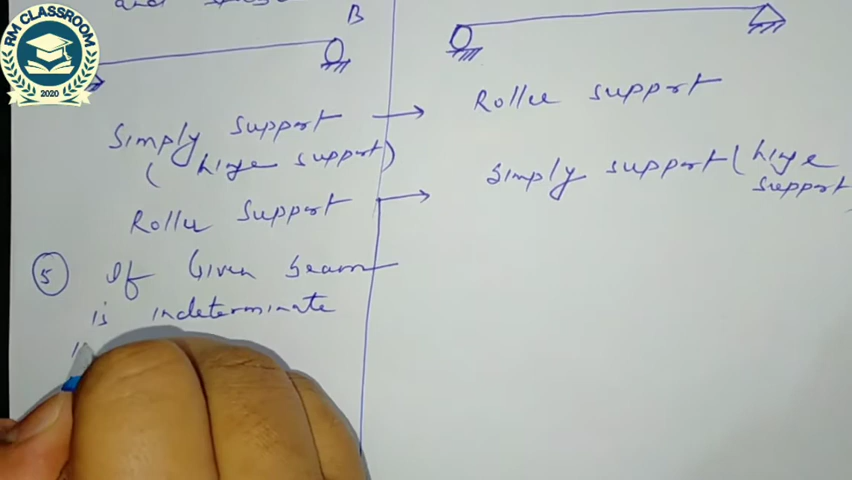 RM CLASSROOM
2020
and
B
Simply support → Roller support
(hinge support)
Simply support (hinge
support
Roller support →
5 If Given beam
is indeterminate